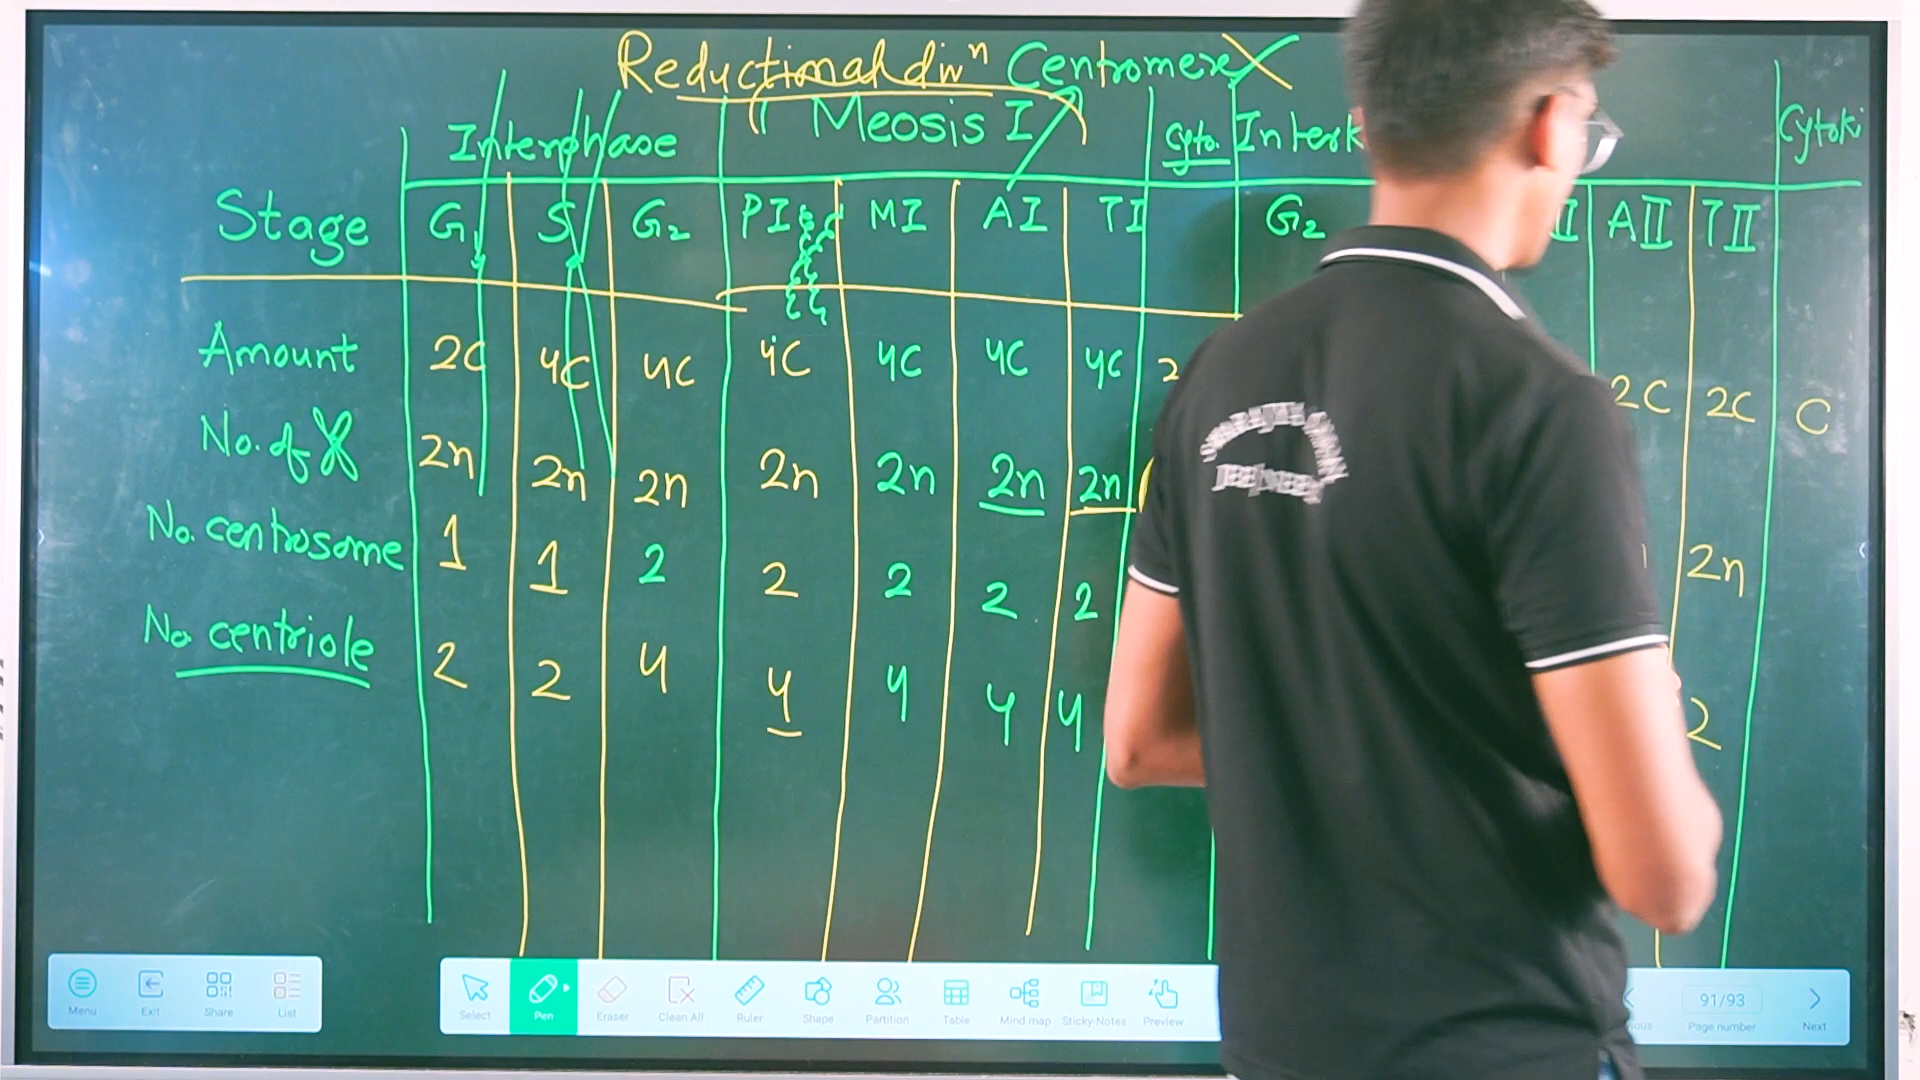 Reductional divⁿ Centromere X
Interphase Meosis I Cyto. Interk Cytoki
Stage G1 S G2 PI MI AI TI G2 II AII TII
Amount 2C 4C 4C 4C 4C 4C 4C 2 2C 2C C
No. of 2n 2n 2n 2n 2n 2n 2n 2n
No. centrosome 1 1 2 2 2 2 2
No centriole 2 2 4 4 4 4 4 2
JEE|NEET
Menu Exit Share List Select Pen Eraser Clean All Ruler Shape Partition Table Mind map Sticky-Notes Preview
91/93
Page number Next